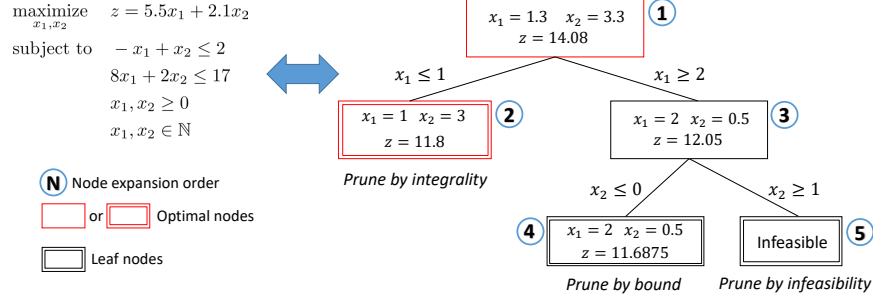 maximize z = 5.5x₁ + 2.1x₂
x₁,x₂
subject to − x₁ + x₂ ≤ 2
8x₁ + 2x₂ ≤ 17
x₁, x₂ ≥ 0
x₁, x₂ ∈ ℕ
N Node expansion order
or Optimal nodes
Leaf nodes
1
x₁ = 1.3 x₂ = 3.3
z = 14.08
x₁ ≤ 1
x₁ ≥ 2
2
x₁ = 1 x₂ = 3
z = 11.8
Prune by integrality
3
x₁ = 2 x₂ = 0.5
z = 12.05
x₂ ≤ 0
x₂ ≥ 1
4
x₁ = 2 x₂ = 0.5
z = 11.6875
Prune by bound
5
Infeasible
Prune by infeasibility